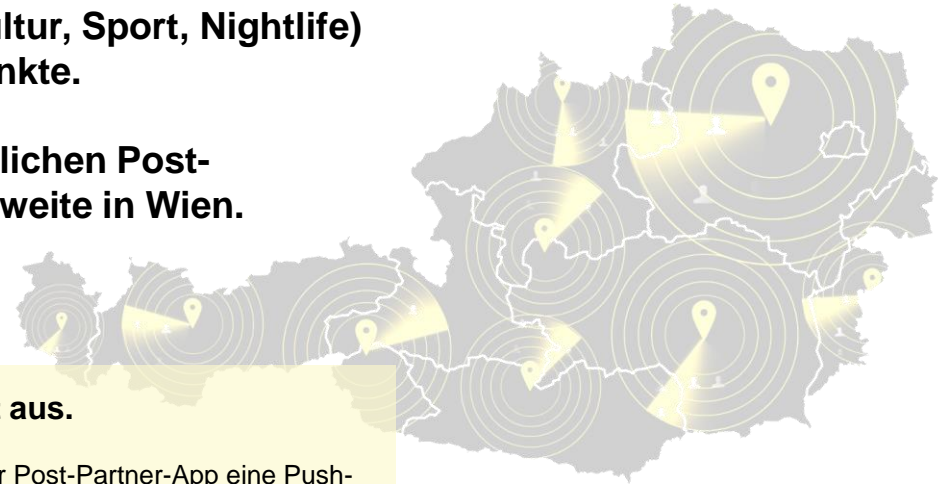 ltur, Sport, Nightlife)
nkte.
lichen Post-
weite in Wien.
t aus.
r Post-Partner-App eine Push-